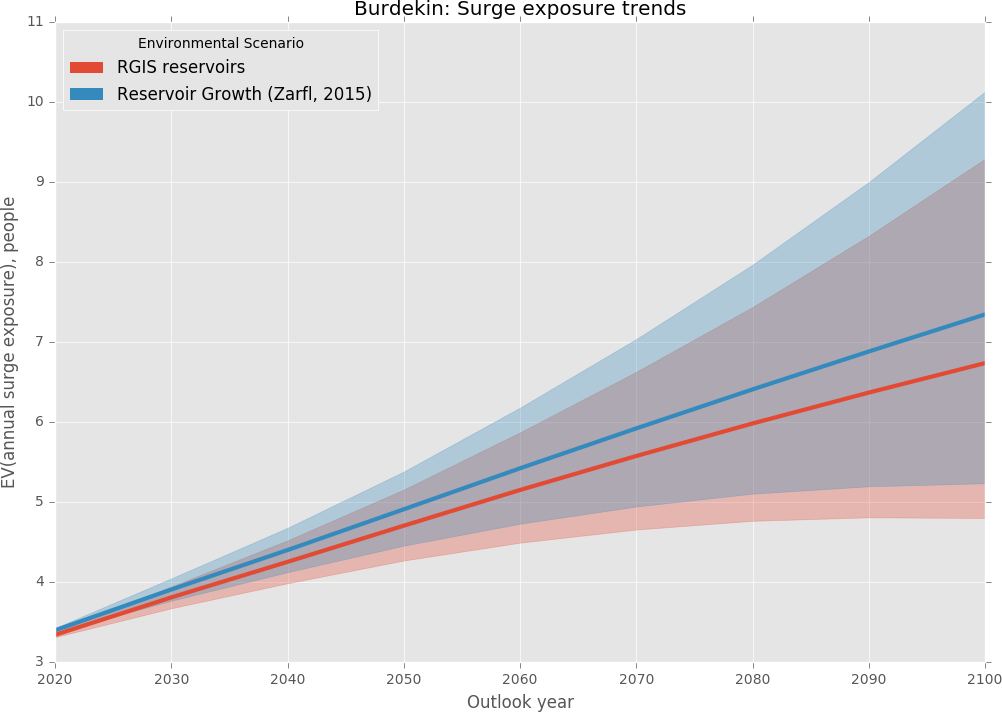 Burdekin: Surge exposure trends
Environmental Scenario
RGIS reservoirs
Reservoir Growth (Zarfl, 2015)
EV(annual surge exposure), people
11
10
9
8
7
6
5
4
3
2020 2030 2040 2050 2060 2070 2080 2090 2100
Outlook year